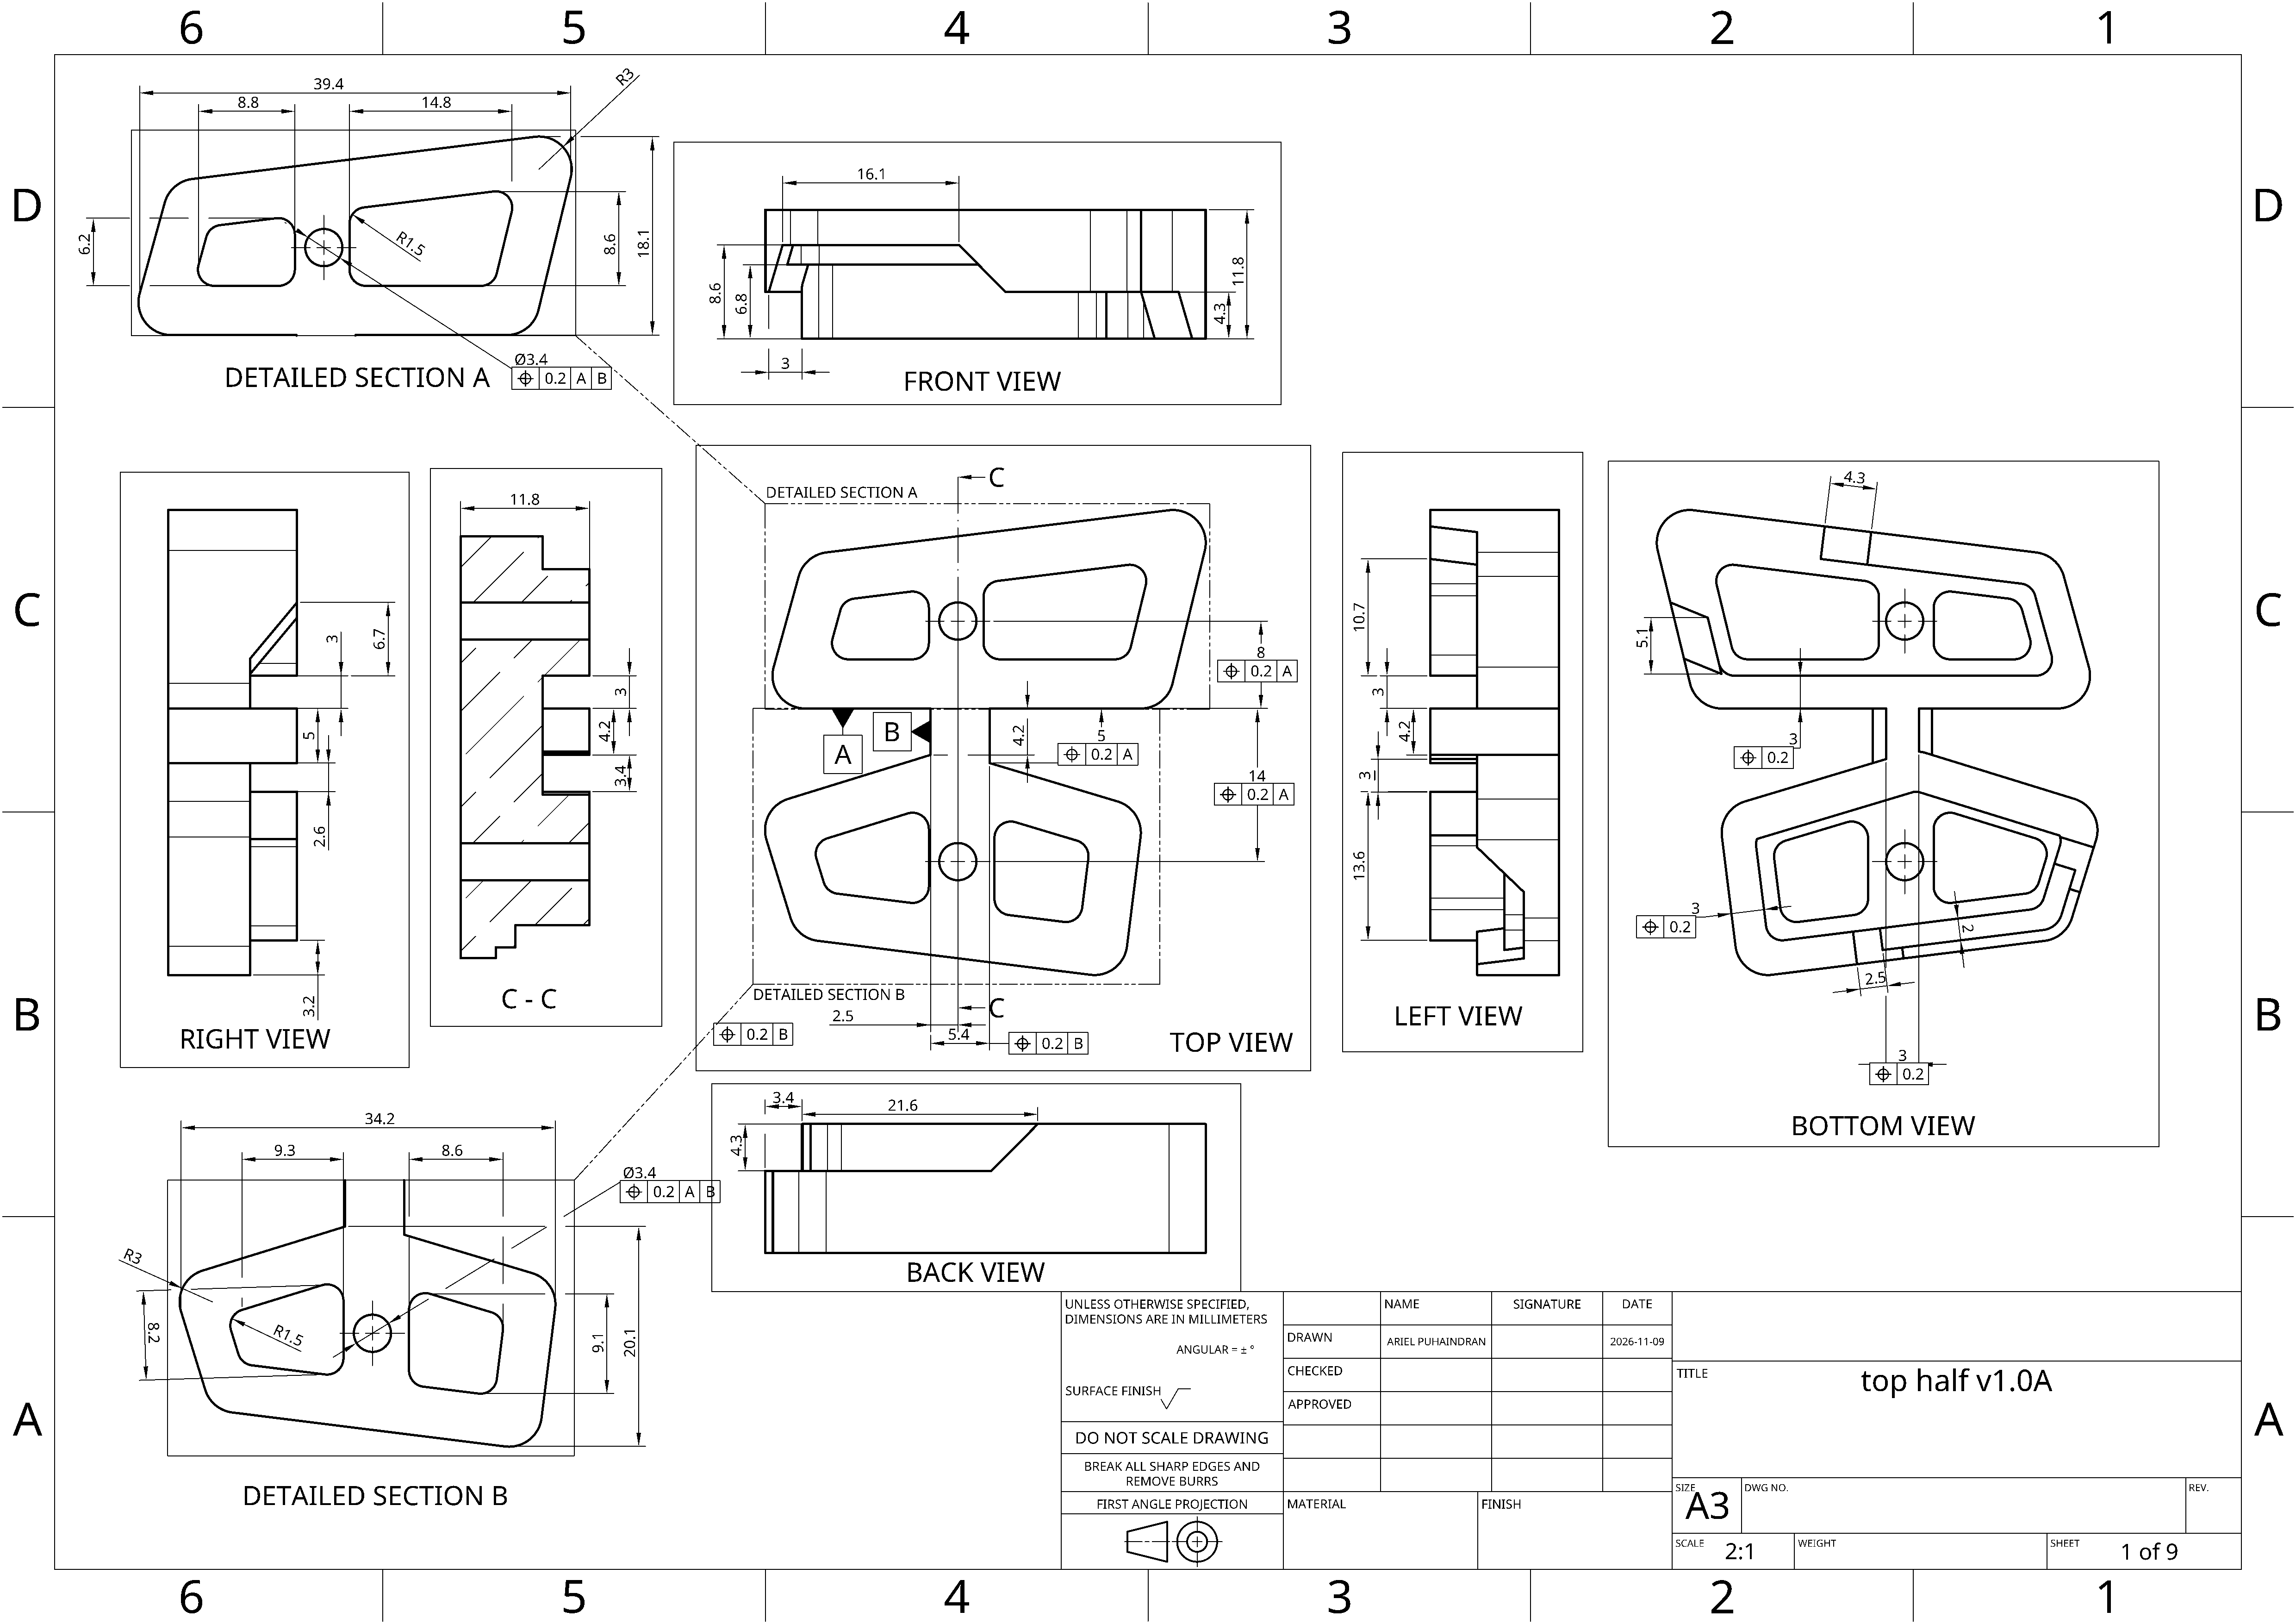 6 5 4 3 2 1
D D
C C
B B
A A
39.4
8.8
14.8
R3
6.2
R1.5
8.6
18.1
Ø3.4
⌖ 0.2 A B
DETAILED SECTION A
16.1
8.6
6.8
11.8
4.3
3
FRONT VIEW
3
6.7
5
2.6
3.2
RIGHT VIEW
11.8
3
4.2
3.4
C - C
C
DETAILED SECTION A
8
⌖ 0.2 A
A
B
4.2
5
⌖ 0.2 A
14
⌖ 0.2 A
DETAILED SECTION B
C
2.5
⌖ 0.2 B
5.4
⌖ 0.2 B
TOP VIEW
10.7
3
4.2
3
13.6
LEFT VIEW
4.3
5.1
3
⌖ 0.2
3
⌖ 0.2
2
2.5
3
⌖ 0.2
BOTTOM VIEW
34.2
9.3
8.6
Ø3.4
⌖ 0.2 A B
R3
8.2
R1.5
9.1
20.1
DETAILED SECTION B
3.4
21.6
4.3
BACK VIEW
UNLESS OTHERWISE SPECIFIED,
DIMENSIONS ARE IN MILLIMETERS
ANGULAR = ± °
SURFACE FINISH
DO NOT SCALE DRAWING
BREAK ALL SHARP EDGES AND
REMOVE BURRS
FIRST ANGLE PROJECTION
NAME SIGNATURE DATE
DRAWN ARIEL PUHAINDRAN 2026-11-09
CHECKED
APPROVED
MATERIAL FINISH
TITLE top half v1.0A
SIZE A3 DWG NO. REV.
SCALE 2:1 WEIGHT SHEET 1 of 9
6 5 4 3 2 1